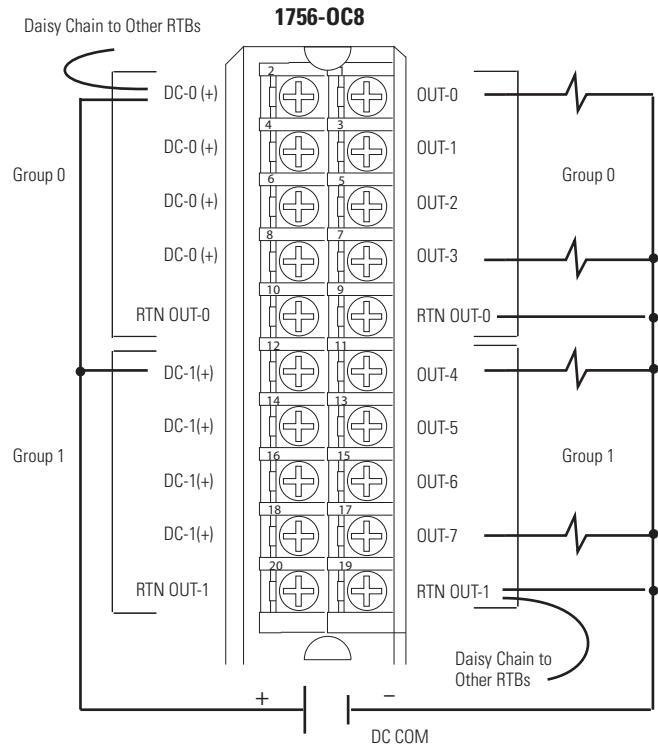 1756-OC8
Daisy Chain to Other RTBs
2 1
DC-0 (+) OUT-0
4 3
DC-0 (+) OUT-1
Group 0 Group 0
6 5
DC-0 (+) OUT-2
8 7
DC-0 (+) OUT-3
10 9
RTN OUT-0 RTN OUT-0
12 11
DC-1(+) OUT-4
14 13
DC-1(+) OUT-5
Group 1 Group 1
16 15
DC-1(+) OUT-6
18 17
DC-1(+) OUT-7
20 19
RTN OUT-1 RTN OUT-1
Daisy Chain to
Other RTBs
+ –
DC COM